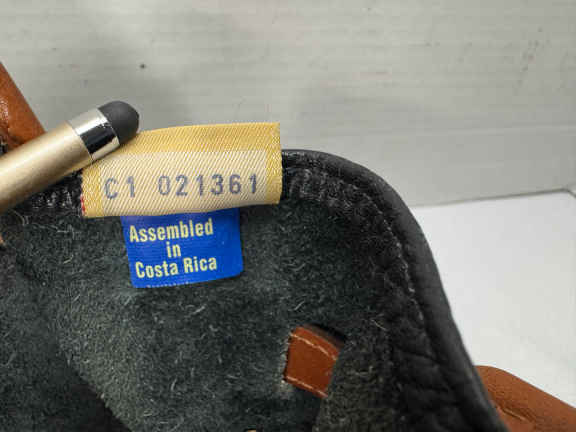 C1 021361
Assembled
in
Costa Rica